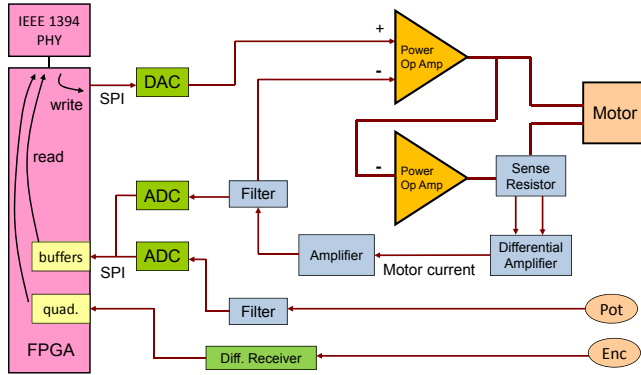 IEEE 1394
PHY
SPI
write
DAC
+
-
Power
Op Amp
Motor
read
-
Power
Op Amp
Sense
Resistor
ADC
Filter
buffers
SPI
ADC
Amplifier
Motor current
Differential
Amplifier
quad.
Filter
Pot
FPGA
Diff. Receiver
Enc